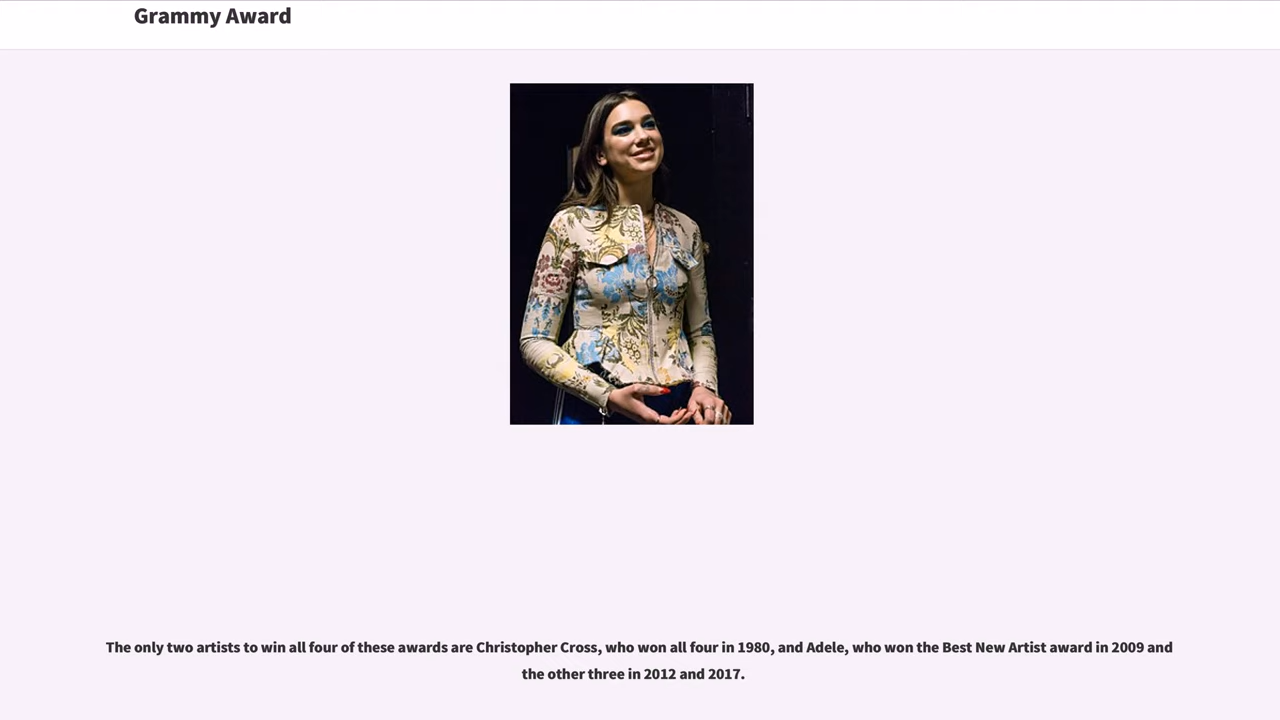 Grammy Award
The only two artists to win all four of these awards are Christopher Cross, who won all four in 1980, and Adele, who won the Best New Artist award in 2009 and
the other three in 2012 and 2017.